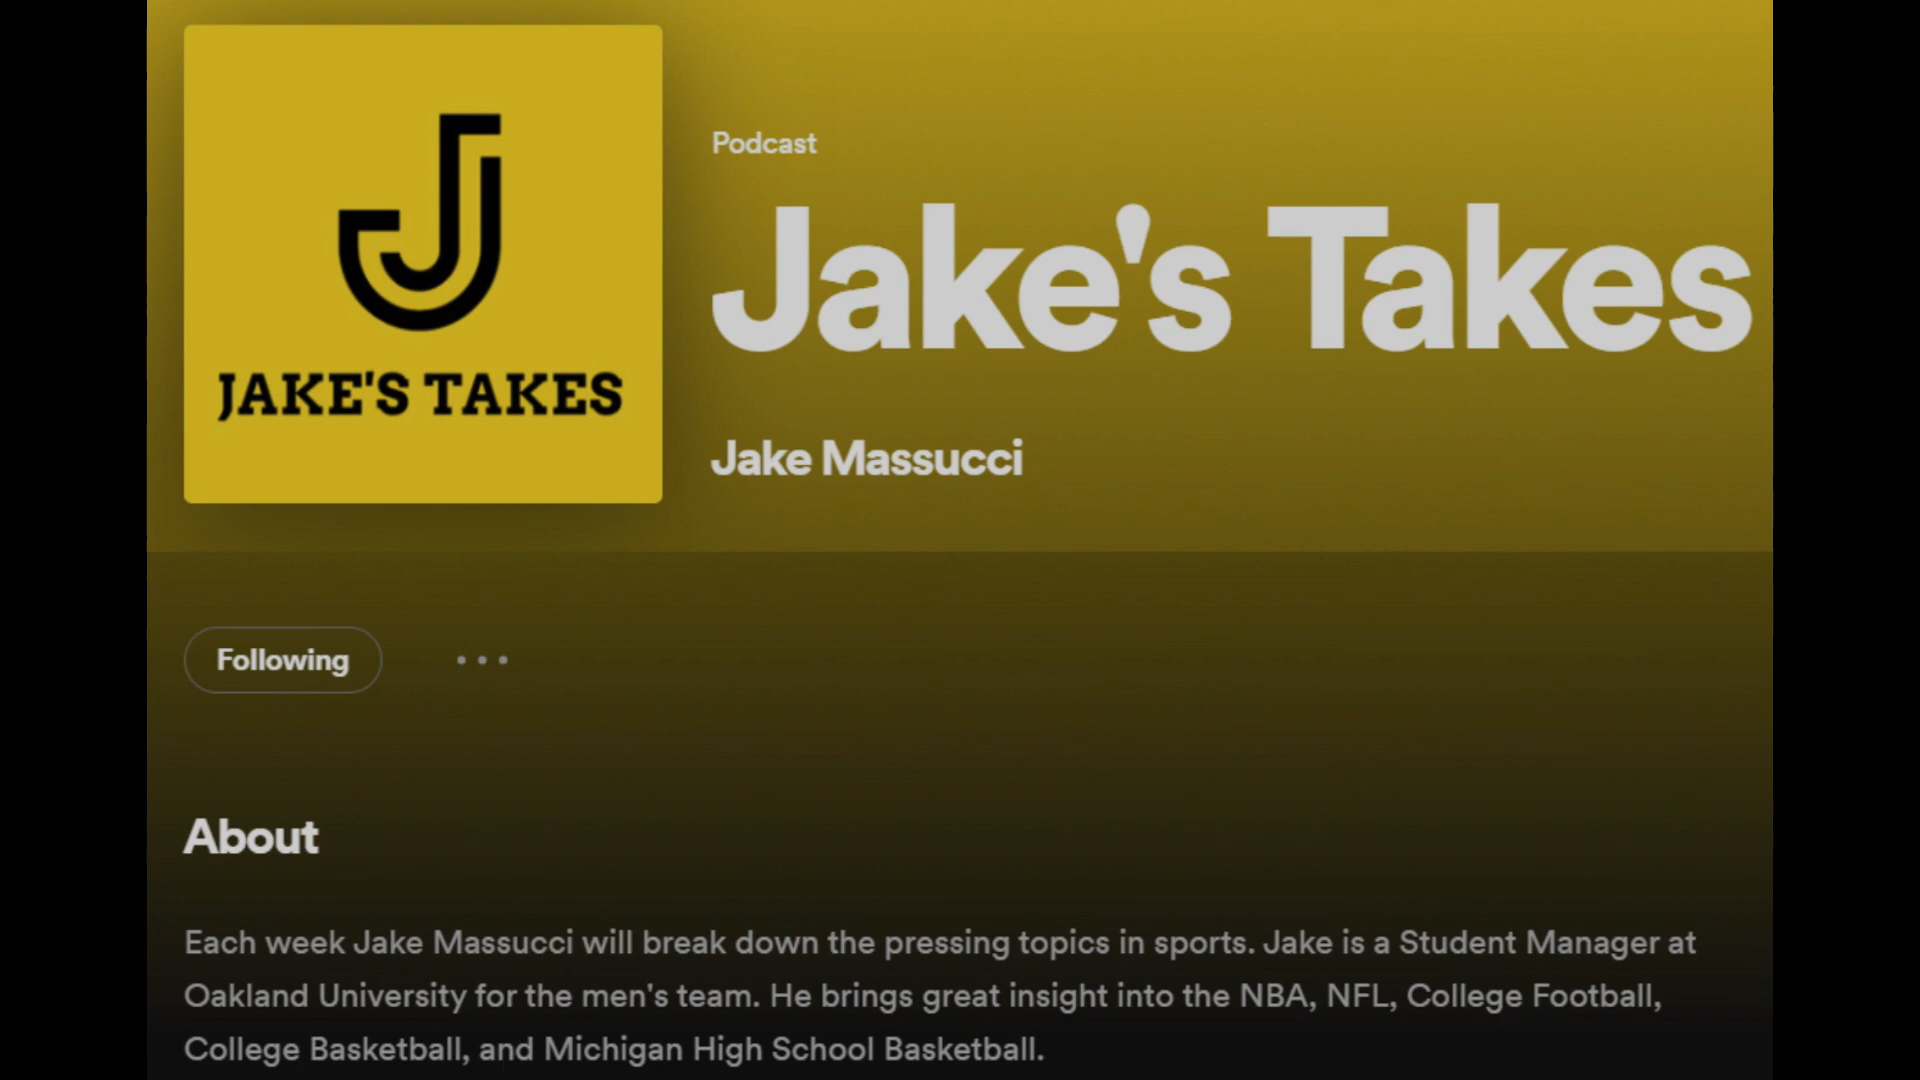 JAKE'S TAKES
Podcast
Jake's Takes
Jake Massucci
Following
About
Each week Jake Massucci will break down the pressing topics in sports. Jake is a Student Manager at
Oakland University for the men's team. He brings great insight into the NBA, NFL, College Football,
College Basketball, and Michigan High School Basketball.